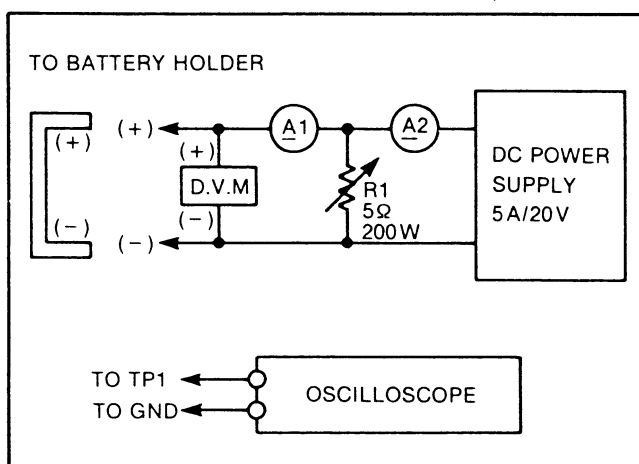 TO BATTERY HOLDER
(+)
(-)
(+)
(-)
(+)
D.V.M
(-)
A1
A2
R1
5Ω
200W
DC POWER
SUPPLY
5A/20V
TO TP1
TO GND
OSCILLOSCOPE